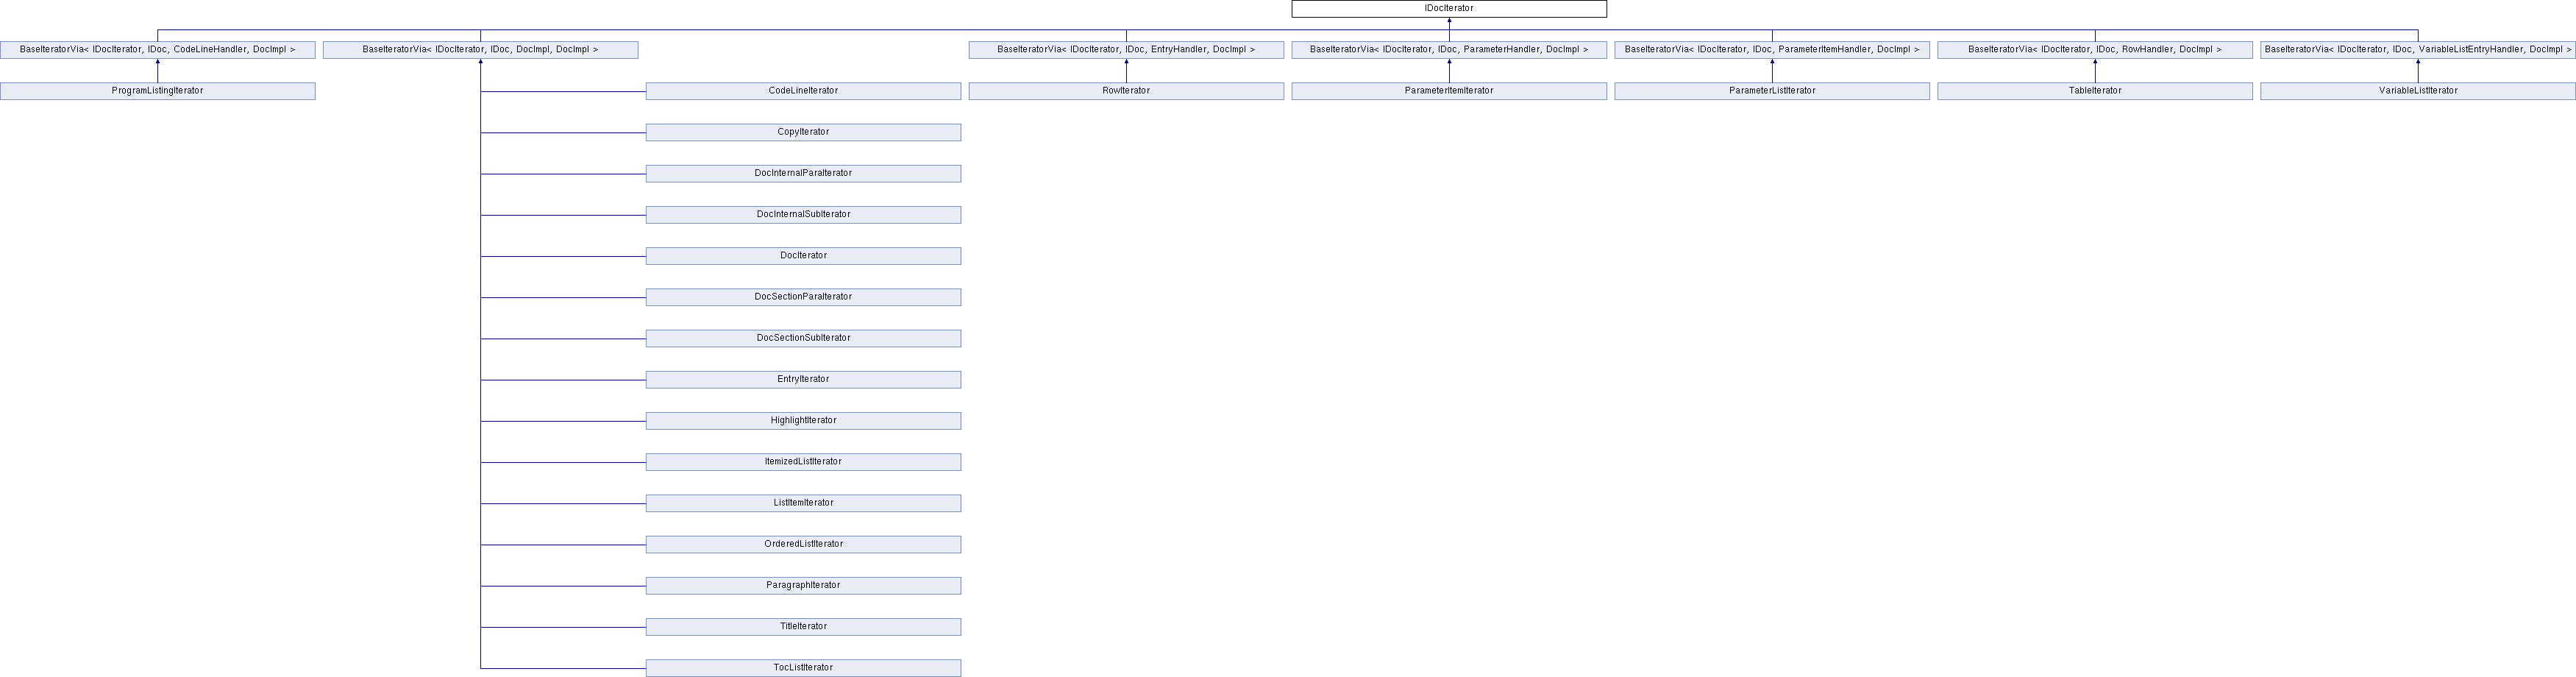 IDocIterator
BaseIteratorVia< IDocIterator, IDoc, CodeLineHandler, DocImpl >
BaseIteratorVia< IDocIterator, IDoc, DocImpl, DocImpl >
BaseIteratorVia< IDocIterator, IDoc, EntryHandler, DocImpl >
BaseIteratorVia< IDocIterator, IDoc, ParameterHandler, DocImpl >
BaseIteratorVia< IDocIterator, IDoc, ParameterItemHandler, DocImpl >
BaseIteratorVia< IDocIterator, IDoc, RowHandler, DocImpl >
BaseIteratorVia< IDocIterator, IDoc, VariableListEntryHandler, DocImpl >
ProgramListingIterator
CodeLineIterator
RowIterator
ParameterItemIterator
ParameterListIterator
TableIterator
VariableListIterator
CopyIterator
DocInternalParaIterator
DocInternalSubIterator
DocIterator
DocSectionParaIterator
DocSectionSubIterator
EntryIterator
HighlightIterator
ItemizedListIterator
ListItemIterator
OrderedListIterator
ParagraphIterator
TitleIterator
TocListIterator